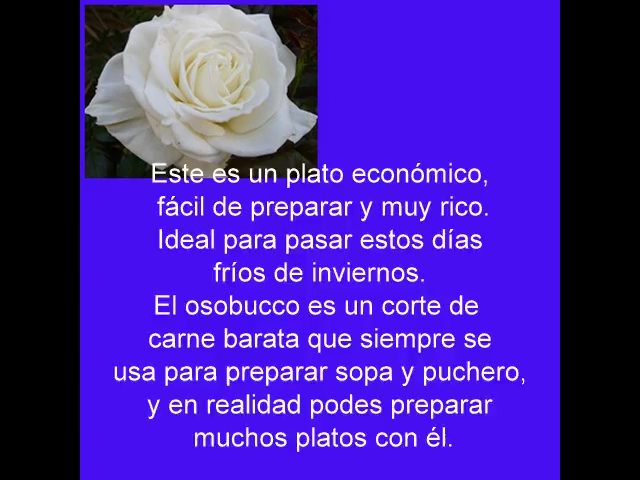 Este es un plato económico,
fácil de preparar y muy rico.
Ideal para pasar estos días
fríos de inviernos.
El osobucco es un corte de
carne barata que siempre se
usa para preparar sopa y puchero,
y en realidad podes preparar
muchos platos con él.